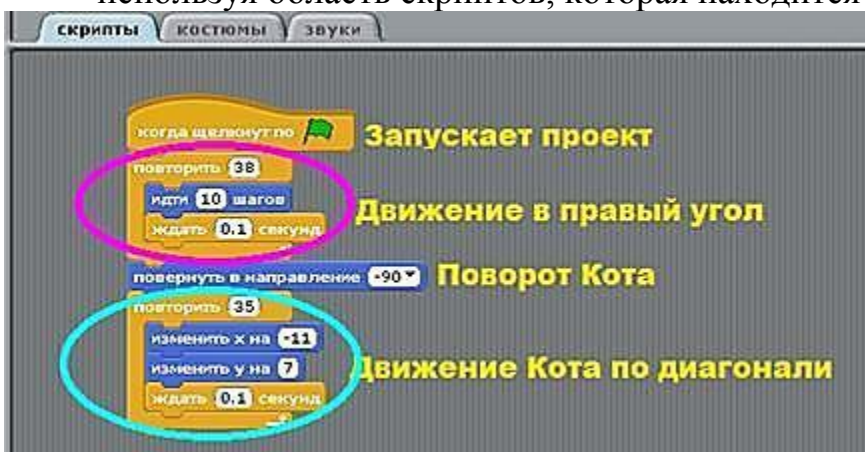 используя область скриптов, которая находится
скрипты костюмы звуки
когда щелкнут по Запускает проект
повторить 38
идти 10 шагов
Движение в правый угол
ждать 0.1 секунд
повернуть в направление -90 Поворот Кота
повторить 35
изменить х на -11
изменить у на 7 Движение Кота по диагонали
ждать 0.1 секунд